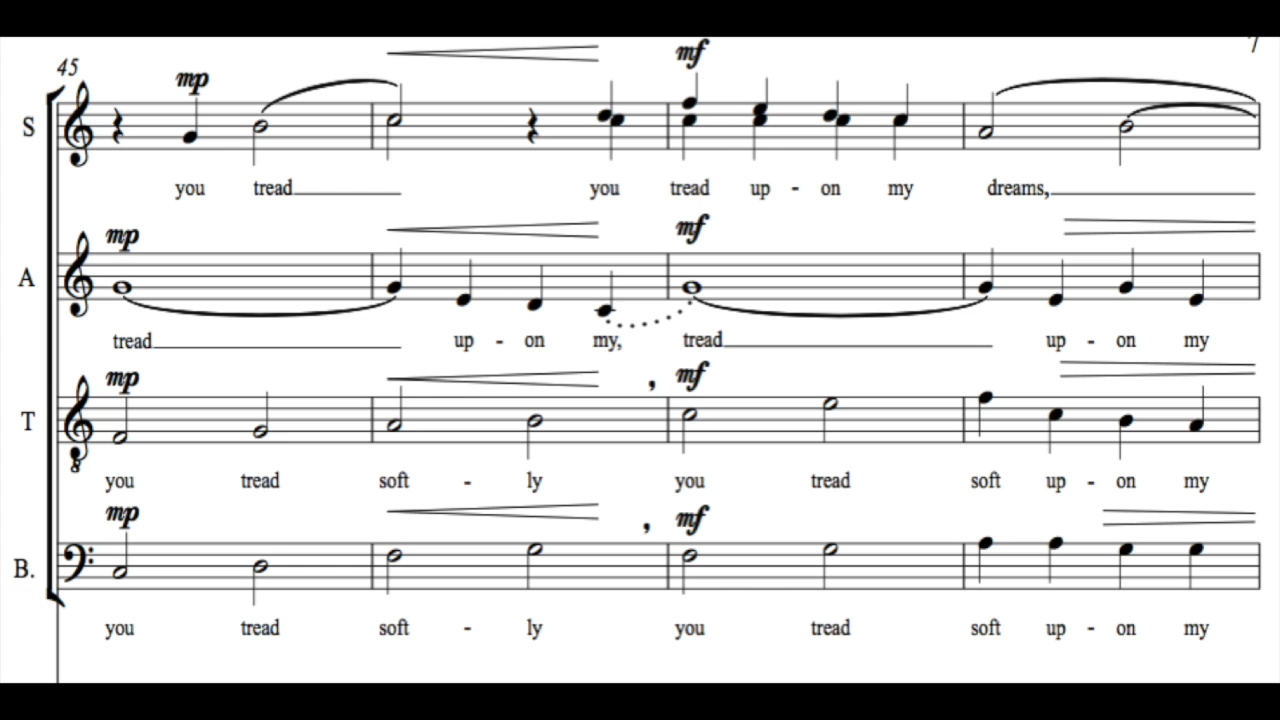 45
mp
mf
S
you tread you tread up - on my dreams,
mp
mf
A
tread up - on my, tread up - on my
mp
mf
T
8
you tread soft - ly you tread soft up - on my
mp
mf
B.
you tread soft - ly you tread soft up - on my